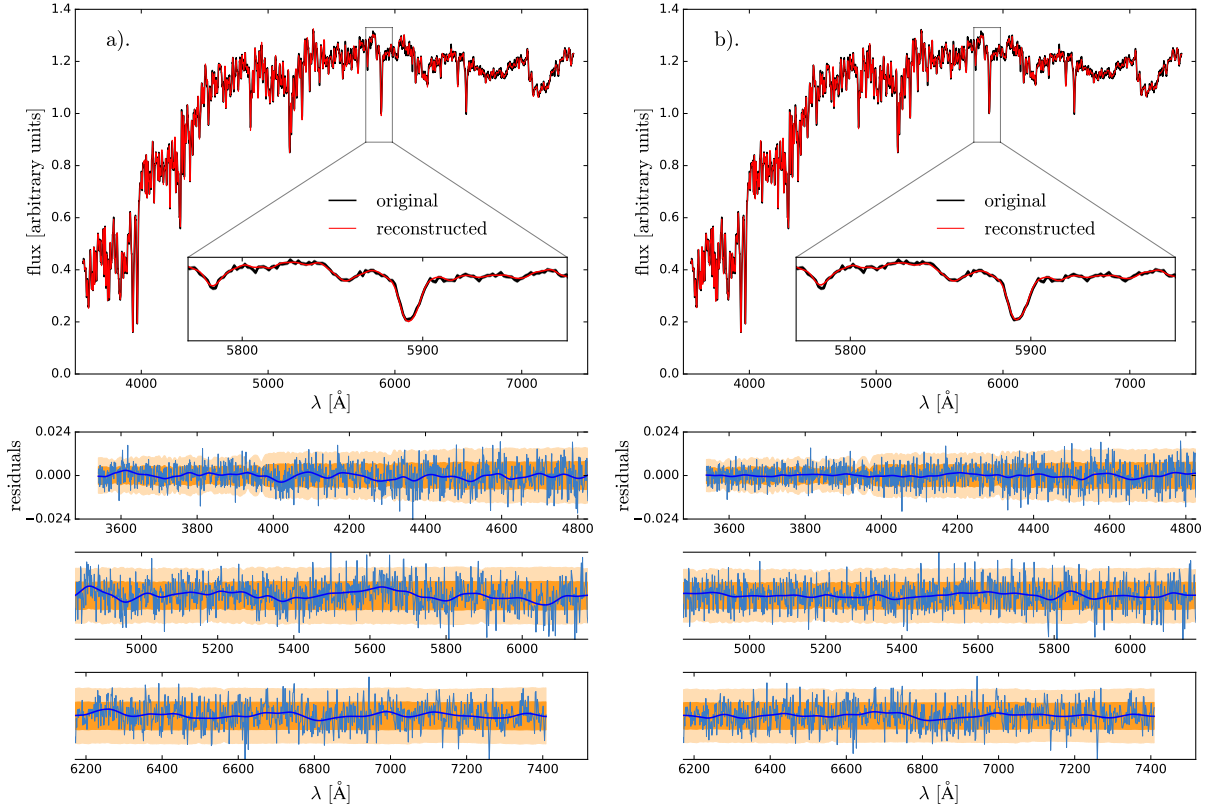 a).
flux [arbitrary units]
1.4
1.2
1.0
0.8
0.6
0.4
0.2
0.0
original
reconstructed
5800 5900
4000 5000 6000 7000
λ [Å]
residuals
0.024
0.000
−0.024
3600 3800 4000 4200 4400 4600 4800
5000 5200 5400 5600 5800 6000
6200 6400 6600 6800 7000 7200 7400
λ [Å]
b).
flux [arbitrary units]
1.4
1.2
1.0
0.8
0.6
0.4
0.2
0.0
original
reconstructed
5800 5900
4000 5000 6000 7000
λ [Å]
residuals
0.024
0.000
−0.024
3600 3800 4000 4200 4400 4600 4800
5000 5200 5400 5600 5800 6000
6200 6400 6600 6800 7000 7200 7400
λ [Å]